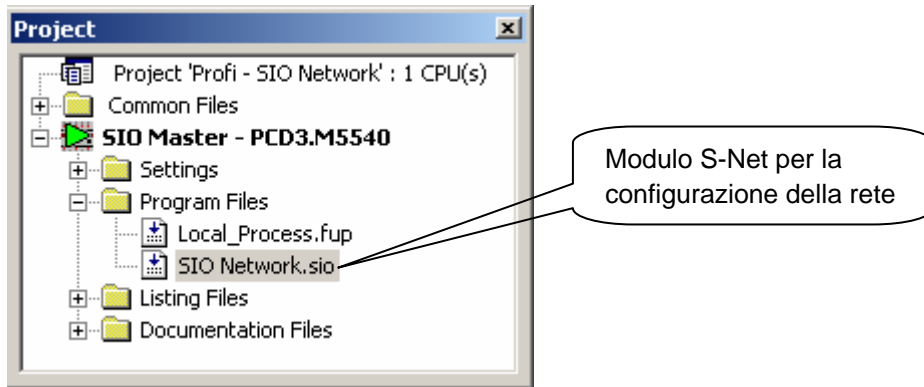 Project
Project 'Profi - SIO Network' : 1 CPU(s)
Common Files
SIO Master - PCD3.M5540
Settings
Program Files
Local_Process.fup
SIO Network.sio
Listing Files
Documentation Files
Modulo S-Net per la
configurazione della rete